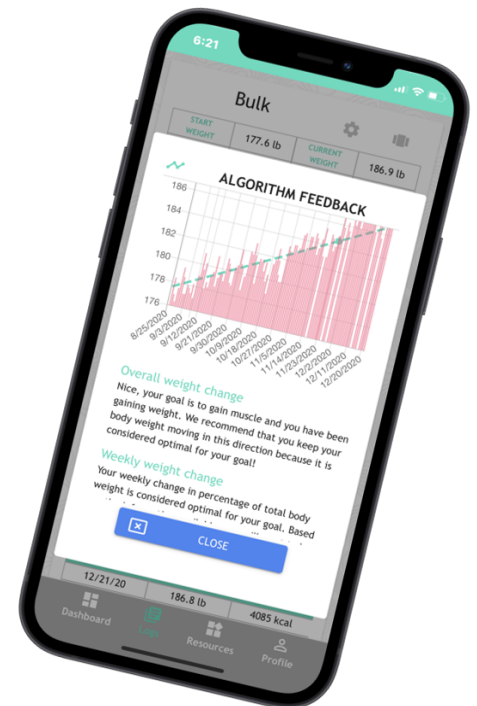 6:21
Bulk
START WEIGHT
177.6 lb
CURRENT WEIGHT
186.9 lb
ALGORITHM FEEDBACK
186
184
182
180
178
176
8/25/2020
9/3/2020
9/12/2020
9/21/2020
9/30/2020
10/9/2020
10/18/2020
10/27/2020
11/5/2020
11/14/2020
11/23/2020
12/2/2020
12/11/2020
12/20/2020
Overall weight change
Nice, your goal is to gain muscle and you have been
gaining weight. We recommend that you keep your
body weight moving in this direction because it is
considered optimal for your goal!
Weekly weight change
Your weekly change in percentage of total body
weight is considered optimal for your goal. Based
CLOSE
12/21/20
186.8 lb
4085 kcal
Dashboard
Logs
Resources
Profile